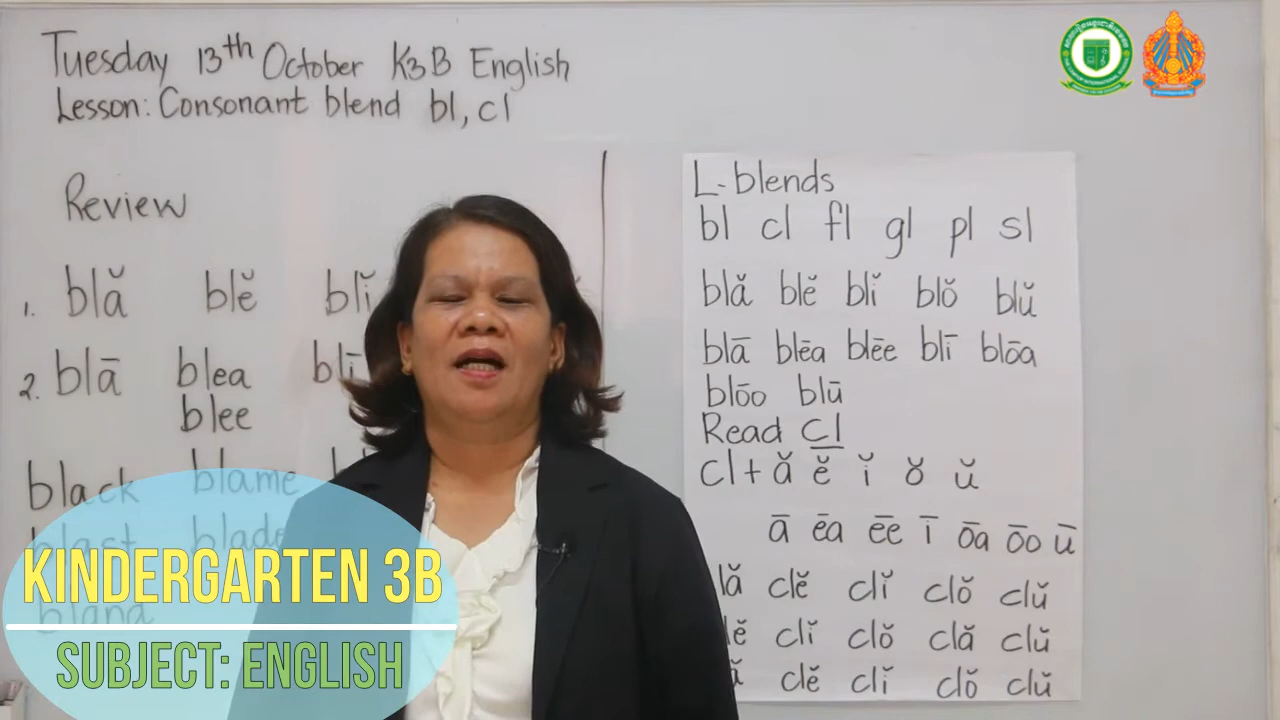 Tuesday 13th October K3B English
Lesson: Consonant blend bl, cl
Review
1. blă blĕ blĭ
2. blā blea blī
blee
black blame
blast blade
bland
KINDERGARTEN 3B
SUBJECT: ENGLISH
L-blends
bl cl fl gl pl sl
blă blĕ blĭ blŏ blŭ
blā blēa blēe blī blōa
blōo blū
Read cl
cl + ă ĕ ĭ ŏ ŭ
ā ēa ēe ī ōa ōo ū
lă clĕ clĭ clŏ clŭ
lĕ clĭ clŏ clă clŭ
ă clĕ clĭ clŏ clŭ